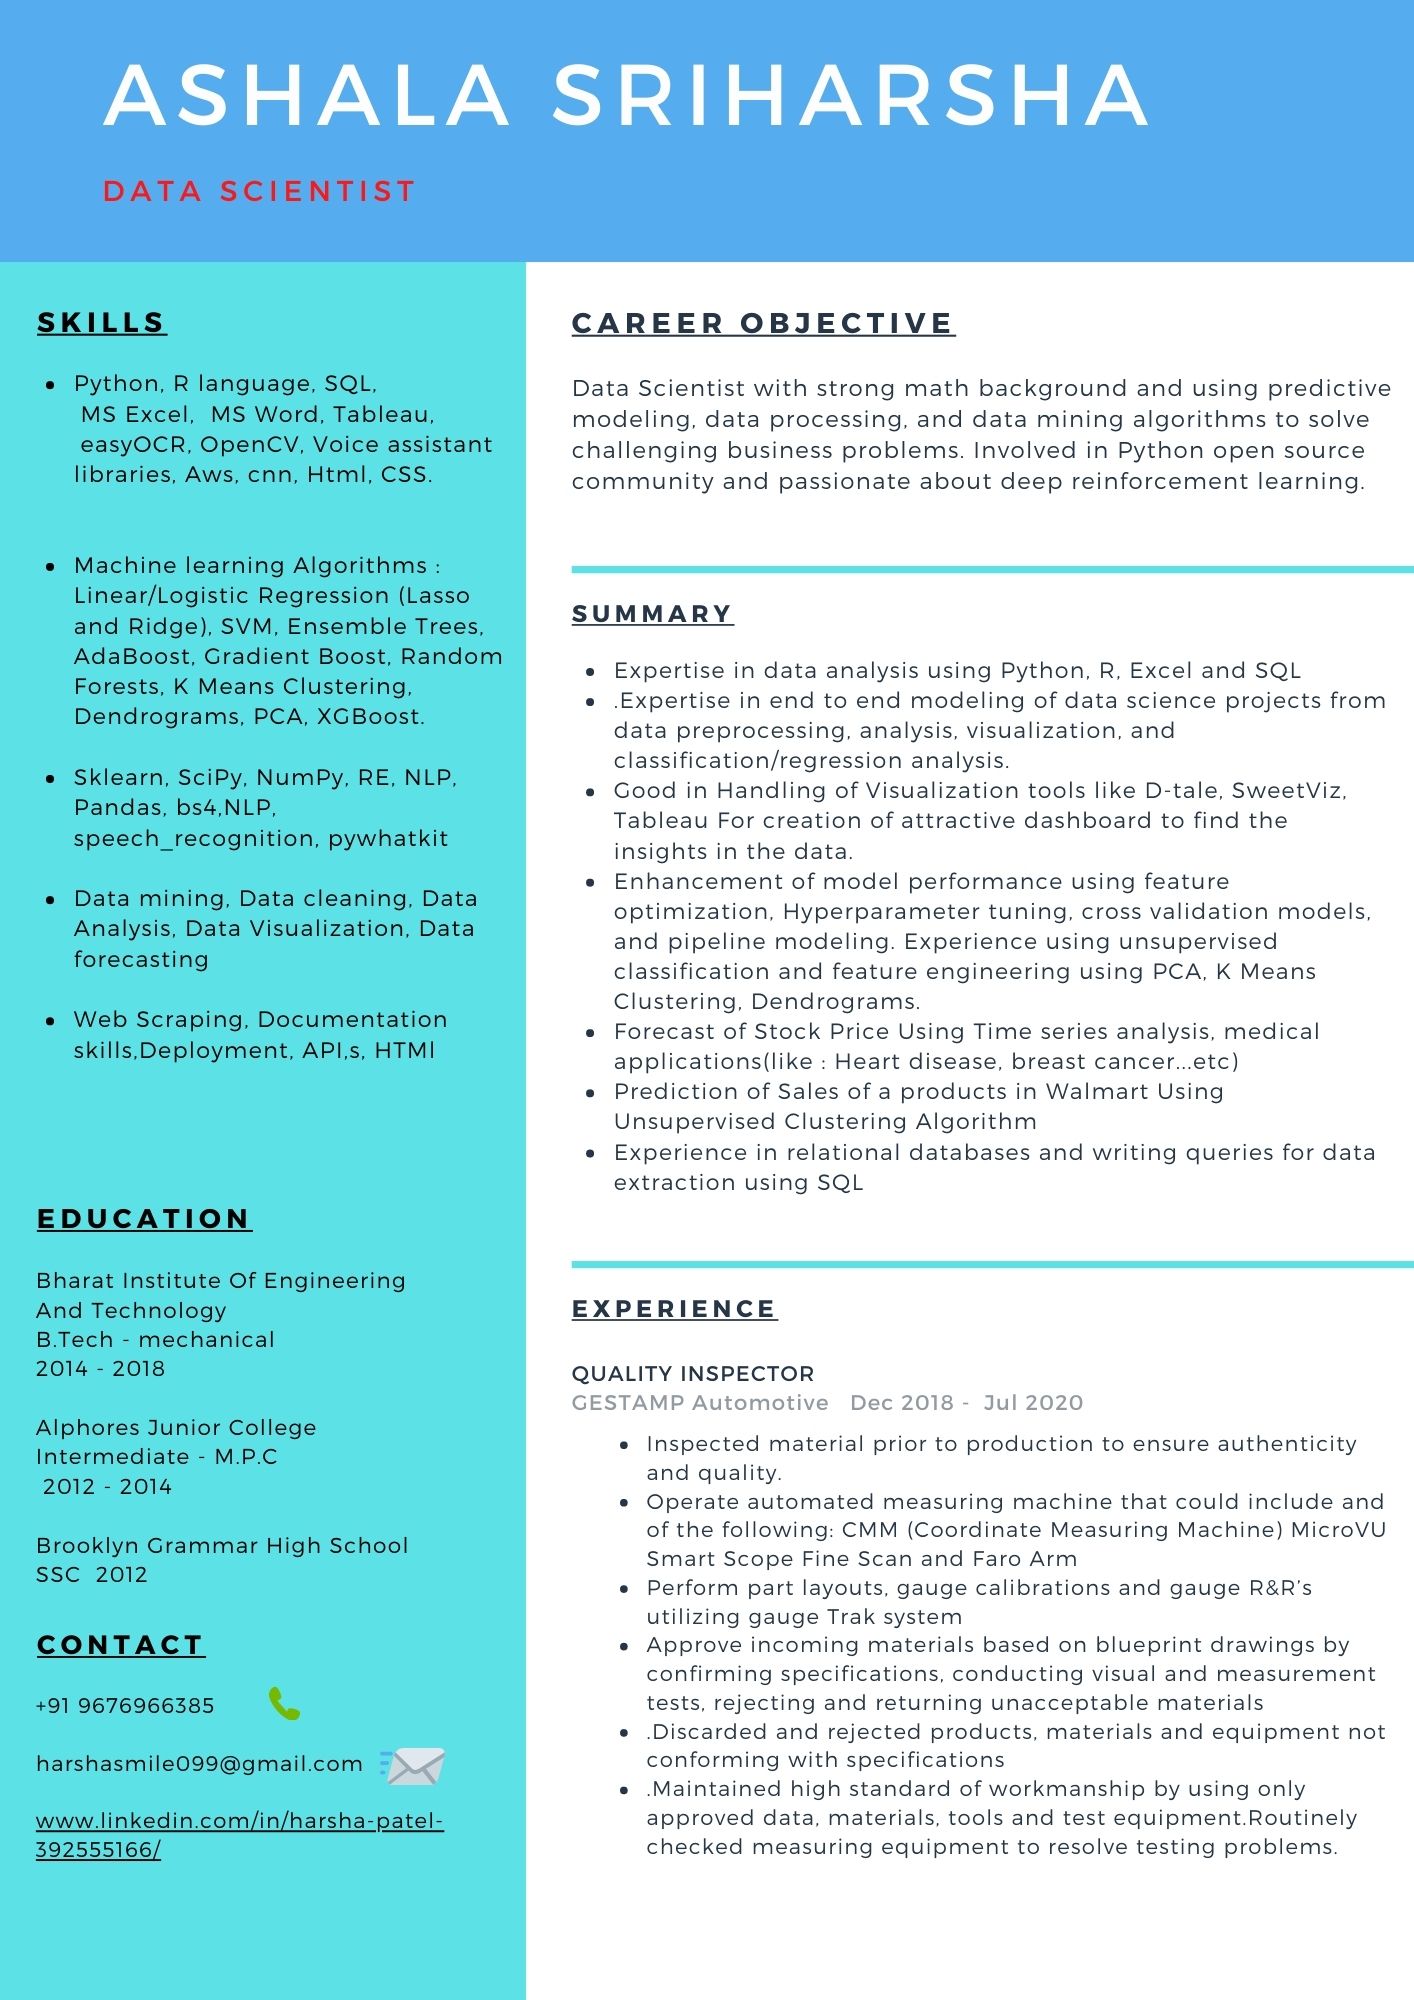 ASHALA SRIHARSHA
DATA SCIENTIST
SKILLS
• Python, R language, SQL,
MS Excel,  MS Word, Tableau,
easyOCR, OpenCV, Voice assistant
libraries, Aws, cnn, Html, CSS.
• Machine learning Algorithms :
Linear/Logistic Regression (Lasso
and Ridge), SVM, Ensemble Trees,
AdaBoost, Gradient Boost, Random
Forests, K Means Clustering,
Dendrograms, PCA, XGBoost.
• Sklearn, SciPy, NumPy, RE, NLP,
Pandas, bs4,NLP,
speech_recognition, pywhatkit
• Data mining, Data cleaning, Data
Analysis, Data Visualization, Data
forecasting
• Web Scraping, Documentation
skills,Deployment, API,s, HTMl
EDUCATION
Bharat Institute Of Engineering
And Technology
B.Tech - mechanical
2014 - 2018
Alphores Junior College
Intermediate - M.P.C
2012 - 2014
Brooklyn Grammar High School
SSC  2012
CONTACT
+91 9676966385
harshasmile099@gmail.com
www.linkedin.com/in/harsha-patel-
392555166/
CAREER OBJECTIVE
Data Scientist with strong math background and using predictive
modeling, data processing, and data mining algorithms to solve
challenging business problems. Involved in Python open source
community and passionate about deep reinforcement learning.
SUMMARY
• Expertise in data analysis using Python, R, Excel and SQL
• .Expertise in end to end modeling of data science projects from
data preprocessing, analysis, visualization, and
classification/regression analysis.
• Good in Handling of Visualization tools like D-tale, SweetViz,
Tableau For creation of attractive dashboard to find the
insights in the data.
• Enhancement of model performance using feature
optimization, Hyperparameter tuning, cross validation models,
and pipeline modeling. Experience using unsupervised
classification and feature engineering using PCA, K Means
Clustering, Dendrograms.
• Forecast of Stock Price Using Time series analysis, medical
applications(like : Heart disease, breast cancer...etc)
• Prediction of Sales of a products in Walmart Using
Unsupervised Clustering Algorithm
• Experience in relational databases and writing queries for data
extraction using SQL
EXPERIENCE
QUALITY INSPECTOR
GESTAMP Automotive   Dec 2018 -  Jul 2020
• Inspected material prior to production to ensure authenticity
and quality.
• Operate automated measuring machine that could include and
of the following: CMM (Coordinate Measuring Machine) MicroVU
Smart Scope Fine Scan and Faro Arm
• Perform part layouts, gauge calibrations and gauge R&R’s
utilizing gauge Trak system
• Approve incoming materials based on blueprint drawings by
confirming specifications, conducting visual and measurement
tests, rejecting and returning unacceptable materials
• .Discarded and rejected products, materials and equipment not
conforming with specifications
• .Maintained high standard of workmanship by using only
approved data, materials, tools and test equipment.Routinely
checked measuring equipment to resolve testing problems.